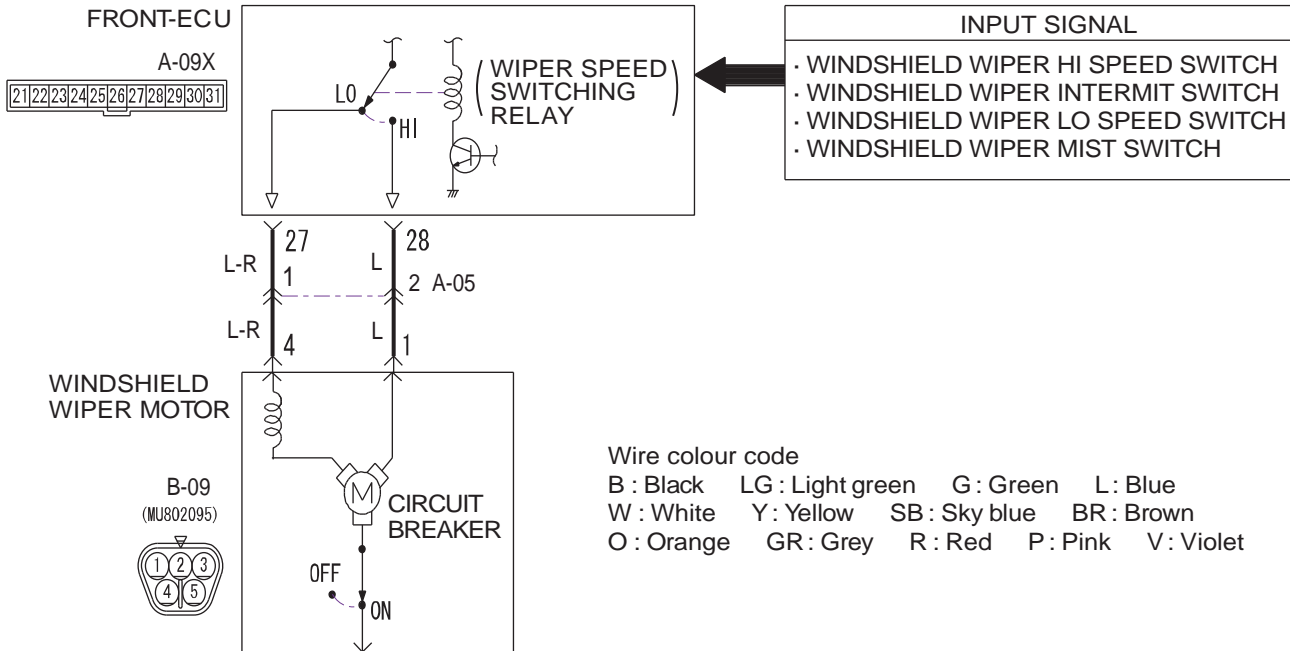 FRONT-ECU
A-09X
21 22 23 24 25 26 27 28 29 30 31
LO
HI
(WIPER SPEED
SWITCHING
RELAY)
INPUT SIGNAL
· WINDSHIELD WIPER HI SPEED SWITCH
· WINDSHIELD WIPER INTERMIT SWITCH
· WINDSHIELD WIPER LO SPEED SWITCH
· WINDSHIELD WIPER MIST SWITCH
27 28
L-R L
1 2 A-05
L-R L
4 1
WINDSHIELD
WIPER MOTOR
B-09
(MU802095)
1 2 3
4 5
M
CIRCUIT
BREAKER
OFF
ON
Wire colour code
B : Black LG : Light green G : Green L : Blue
W : White Y : Yellow SB : Sky blue BR : Brown
O : Orange GR : Grey R : Red P : Pink V : Violet